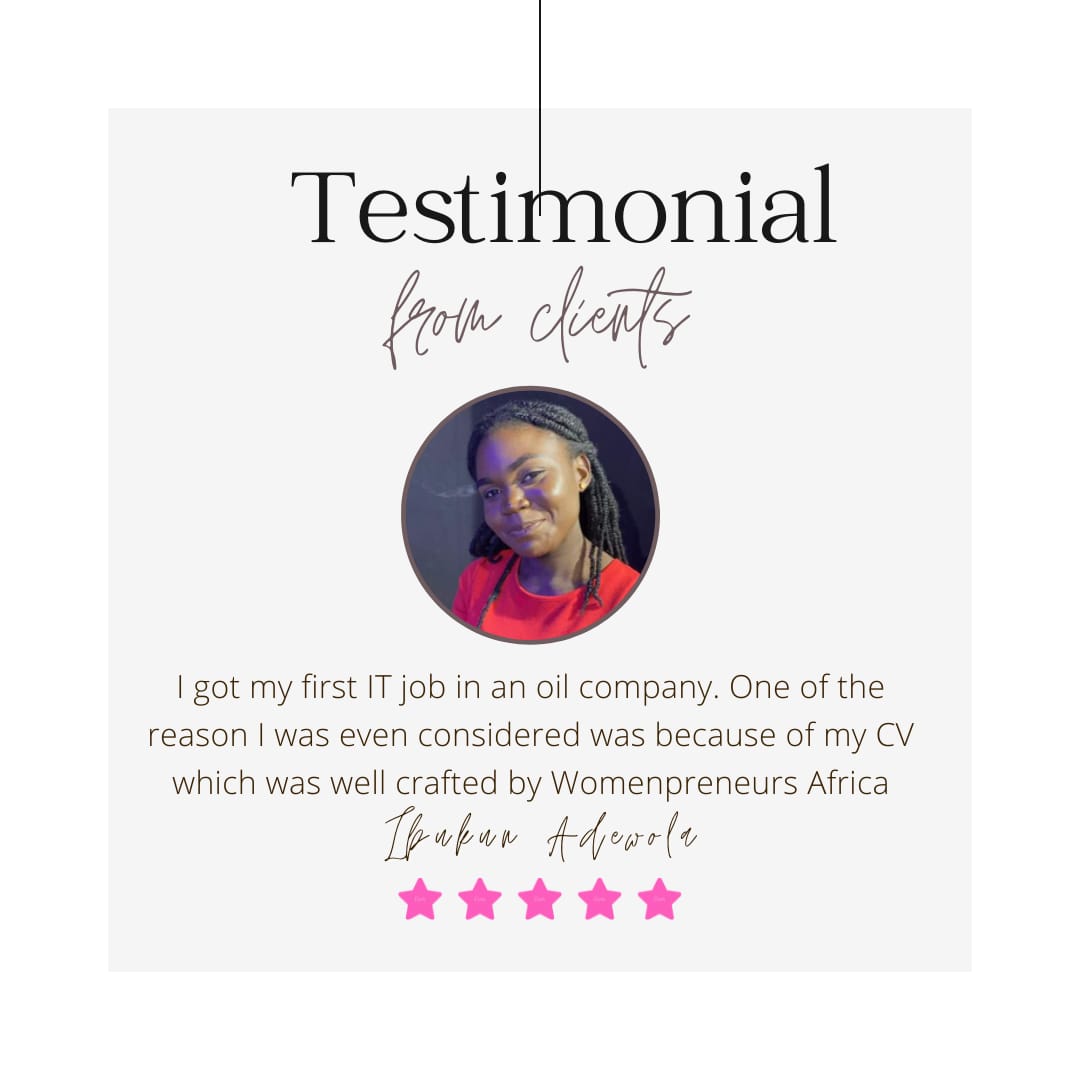 Testimonial
from clients
I got my first IT job in an oil company. One of the
reason I was even considered was because of my CV
which was well crafted by Womenpreneurs Africa
Ibukun Adewola